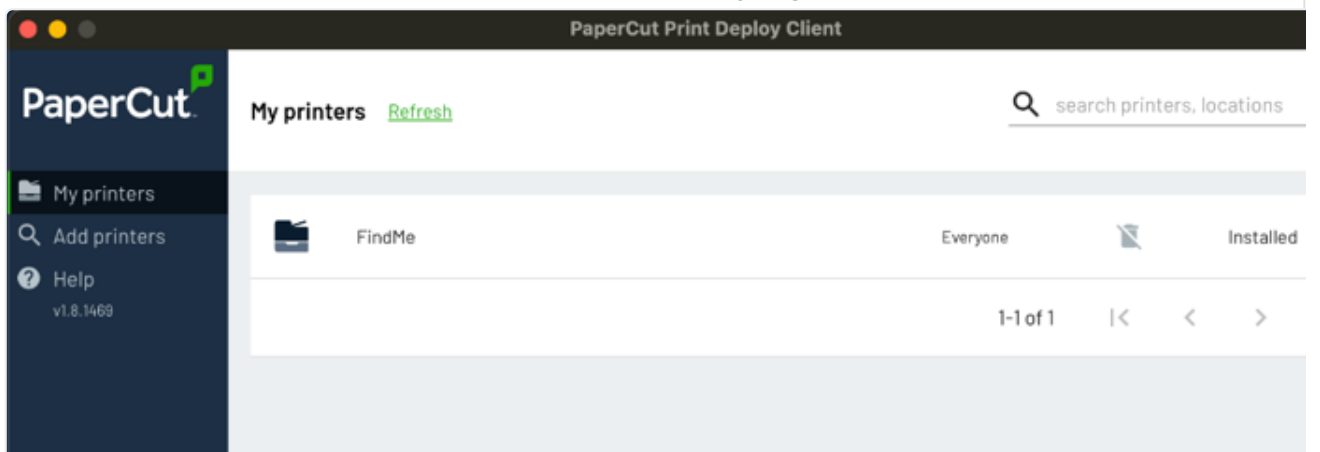 PaperCut Print Deploy Client
PaperCut
My printers Refresh
search printers, locations
My printers
Add printers
Help
v1.8.1469
FindMe Everyone Installed
1-1 of 1